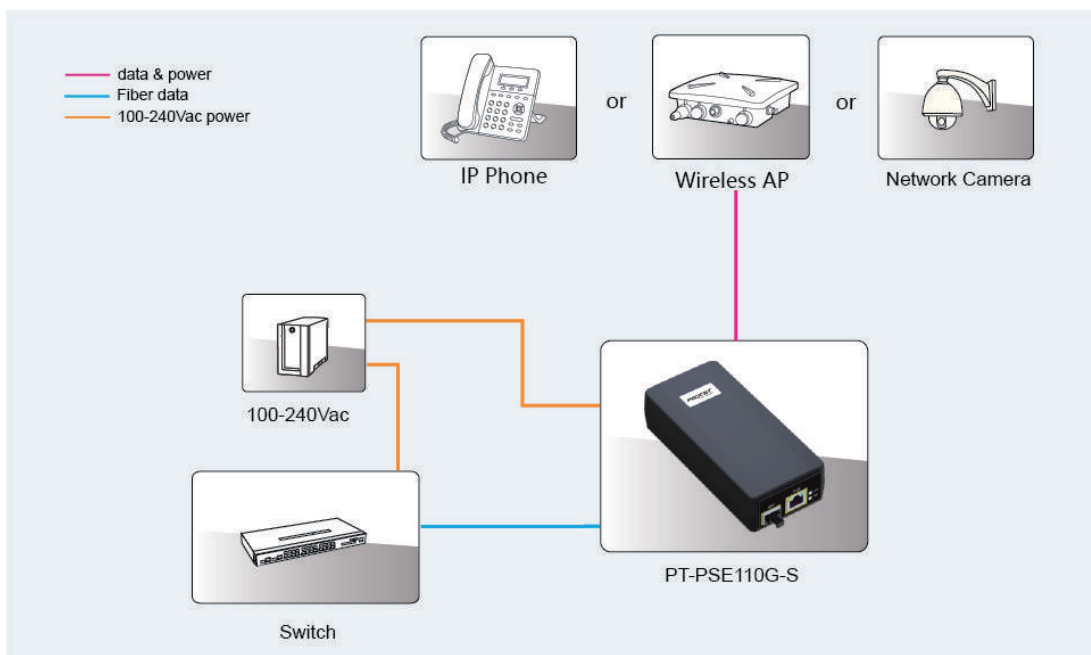 data & power
Fiber data
100-240Vac power
or
or
IP Phone
Wireless AP
Network Camera
100-240Vac
PROCET
PT-PSE110G-S
Switch